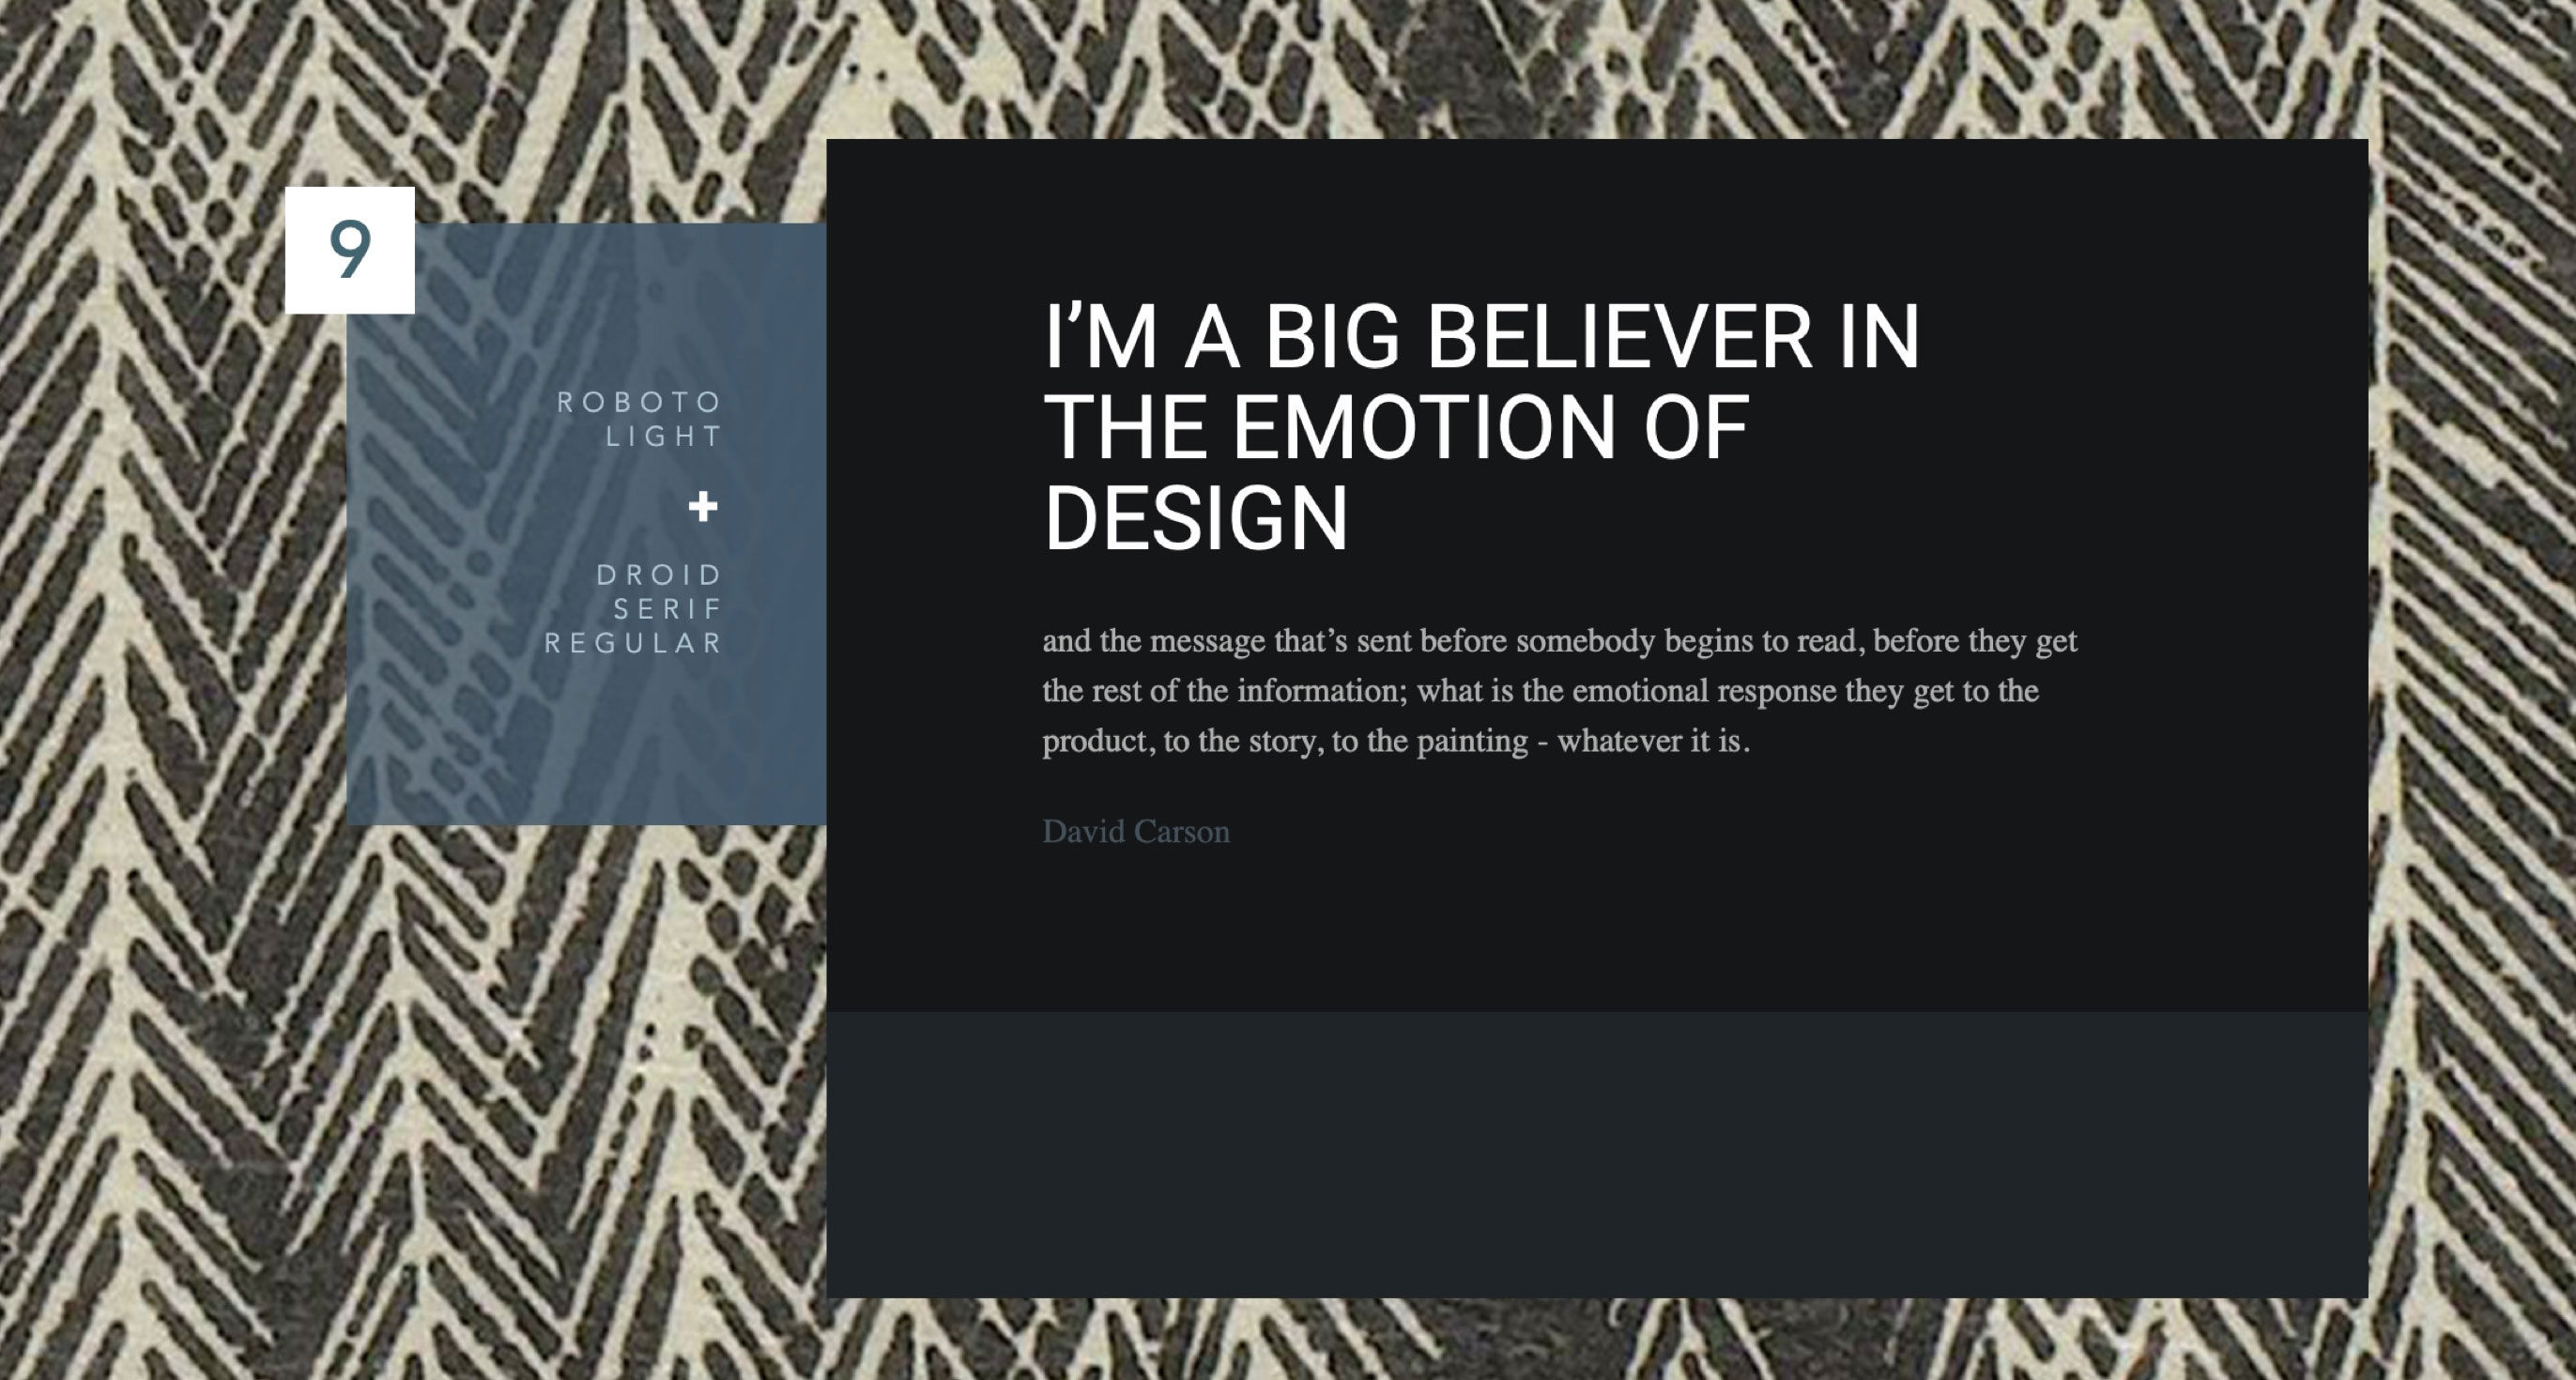 9
ROBOTO
LIGHT
+
DROID
SERIF
REGULAR
I’M A BIG BELIEVER IN
THE EMOTION OF
DESIGN
and the message that’s sent before somebody begins to read, before they get
the rest of the information; what is the emotional response they get to the
product, to the story, to the painting - whatever it is.
David Carson